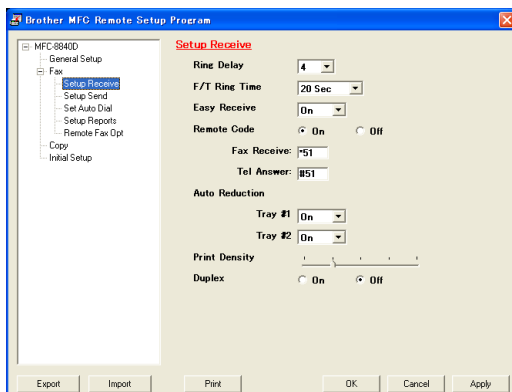 Brother MFC Remote Setup Program
MFC-8840D
General Setup
Fax
Setup Receive
Setup Send
Set Auto Dial
Setup Reports
Remote Fax Opt
Copy
Initial Setup
Setup Receive
Ring Delay 4
F/T Ring Time 20 Sec
Easy Receive On
Remote Code On Off
Fax Receive: *51
Tel Answer: #51
Auto Reduction
Tray #1 On
Tray #2 On
Print Density
Duplex On Off
Export Import Print OK Cancel Apply